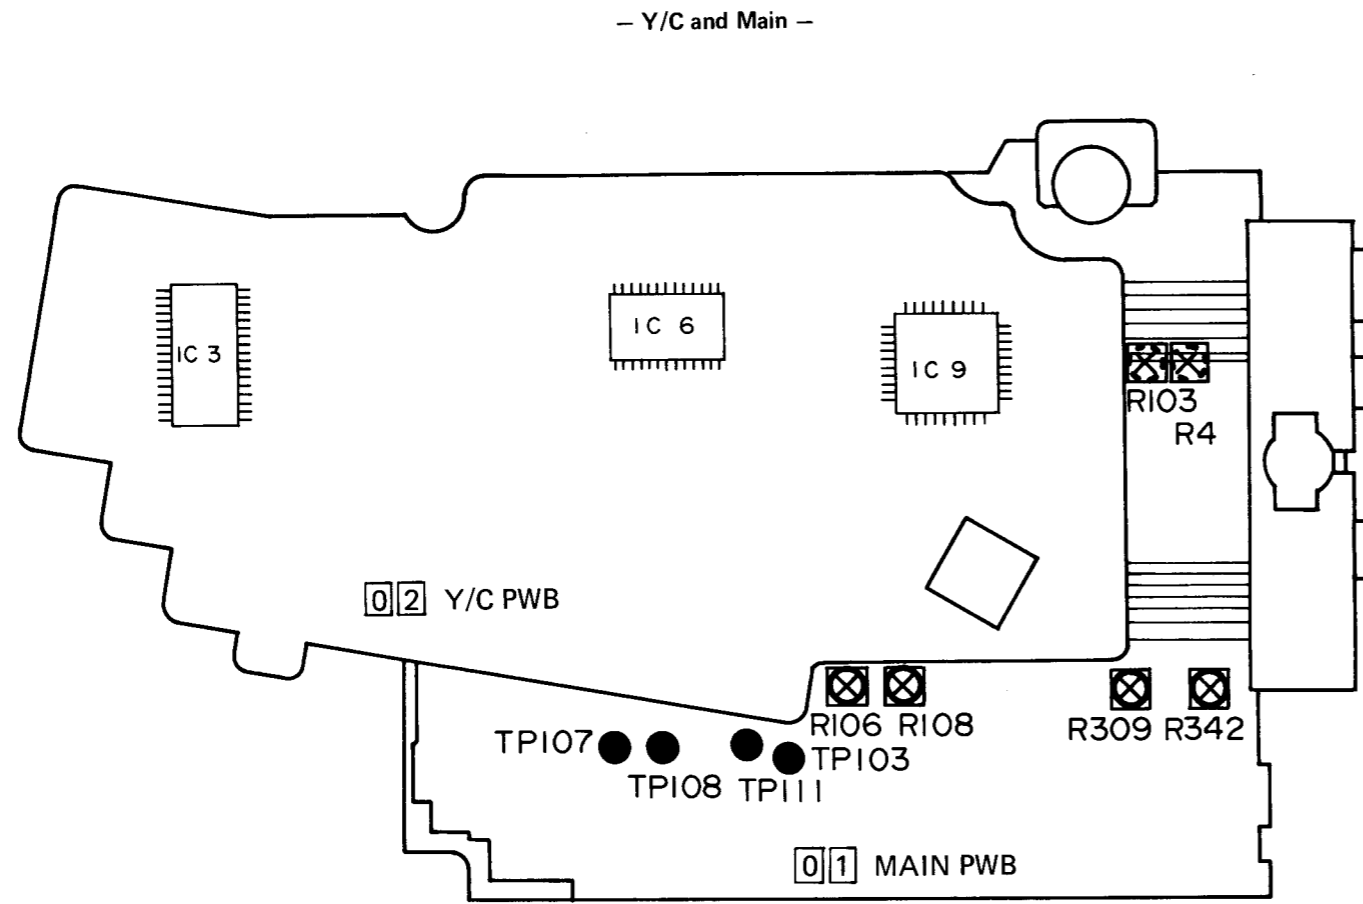 – Y/C and Main –
IC 3
IC 6
IC 9
R103
R4
02 Y/C PWB
R106 R108
R309 R342
TP107
TP103
TP108 TP111
01 MAIN PWB